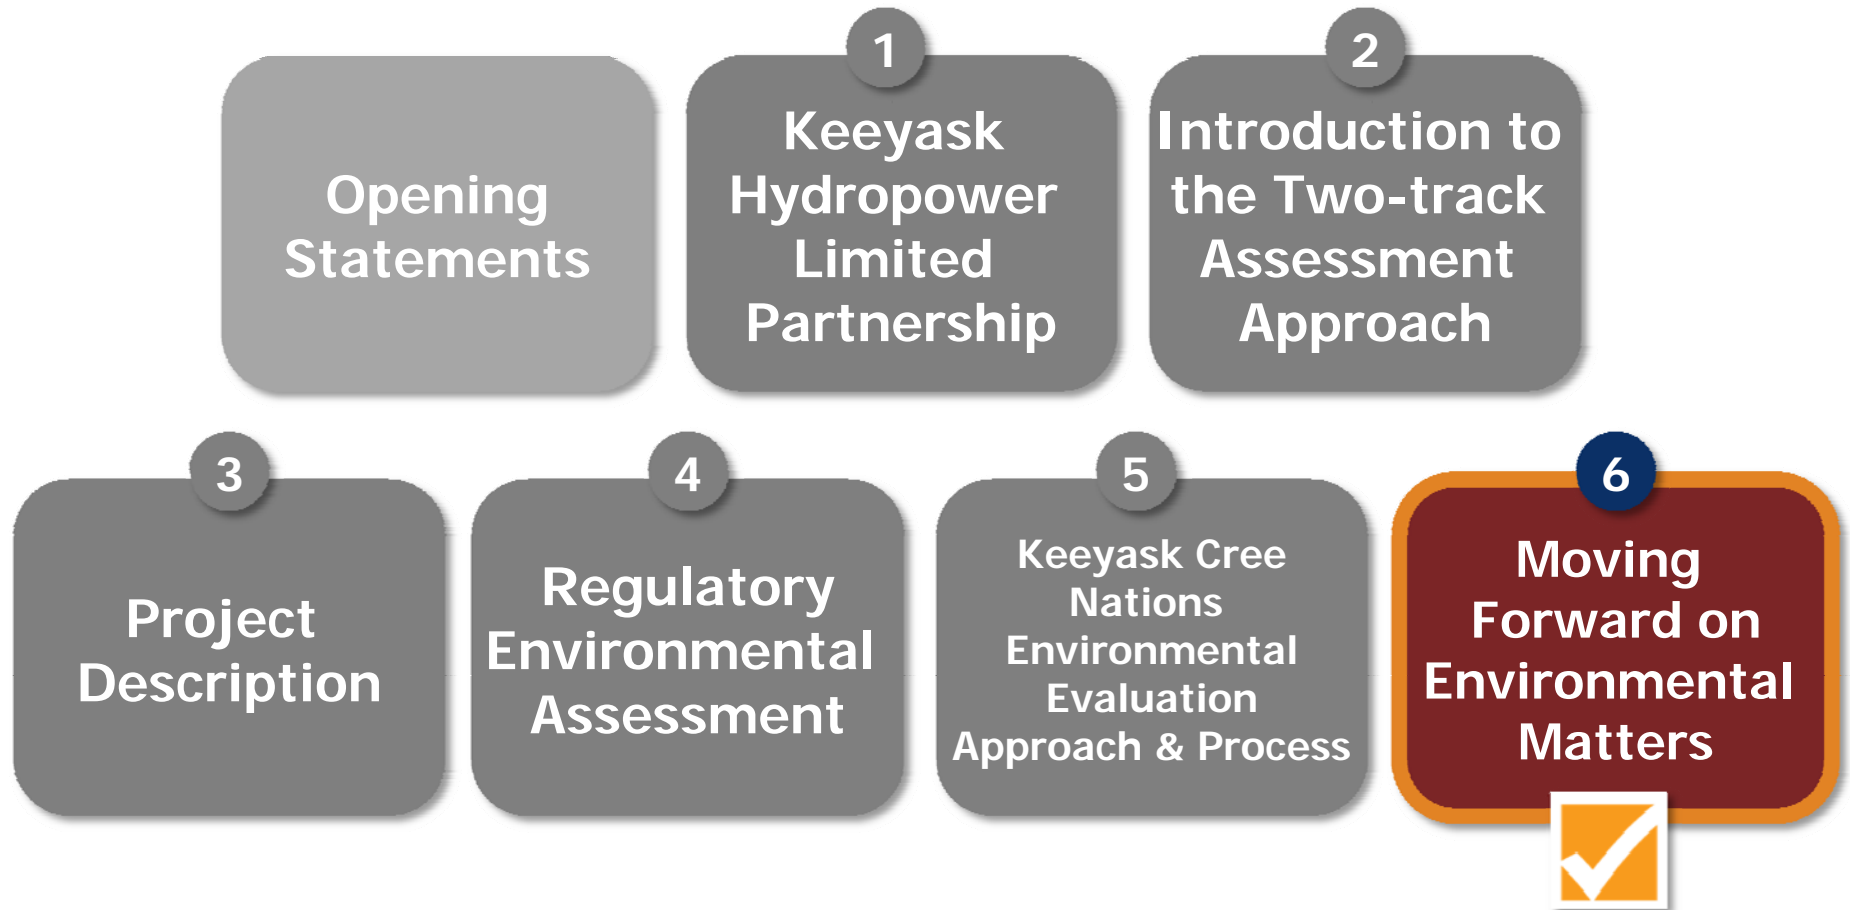 Opening
Statements
1
Keeyask
Hydropower
Limited
Partnership
2
Introduction to
the Two-track
Assessment
Approach
3
Project
Description
4
Regulatory
Environmental
Assessment
5
Keeyask Cree
Nations
Environmental
Evaluation
Approach & Process
6
Moving
Forward on
Environmental
Matters